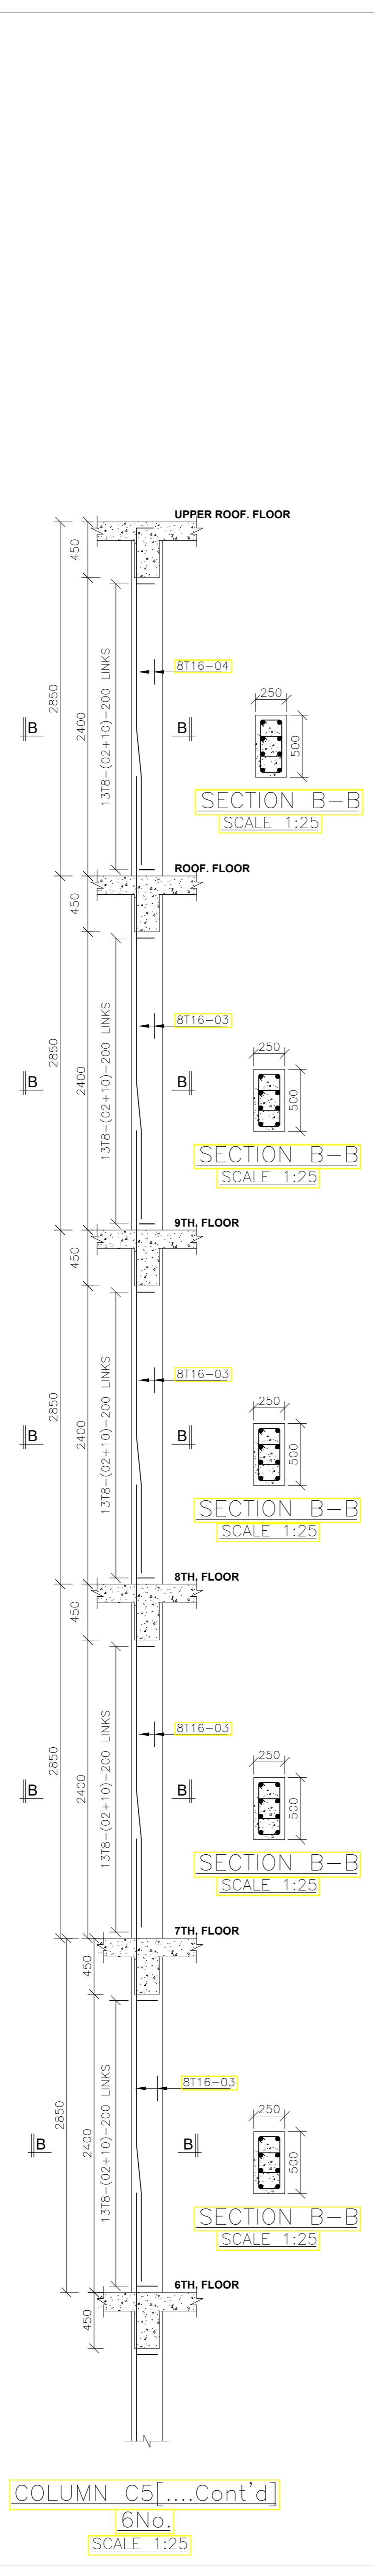 UPPER ROOF. FLOOR
450
2850
2400
13T8-(02+10)-200 LINKS
8T16-04
B
B
250
500
SECTION B-B
SCALE 1:25
ROOF. FLOOR
450
2850
2400
13T8-(02+10)-200 LINKS
8T16-03
B
B
250
500
SECTION B-B
SCALE 1:25
9TH. FLOOR
450
2850
2400
13T8-(02+10)-200 LINKS
8T16-03
B
B
250
500
SECTION B-B
SCALE 1:25
8TH. FLOOR
450
2850
2400
13T8-(02+10)-200 LINKS
8T16-03
B
B
250
500
SECTION B-B
SCALE 1:25
7TH. FLOOR
450
2850
2400
13T8-(02+10)-200 LINKS
8T16-03
B
B
250
500
SECTION B-B
SCALE 1:25
6TH. FLOOR
450
COLUMN C5[....Cont'd]
6No.
SCALE 1:25